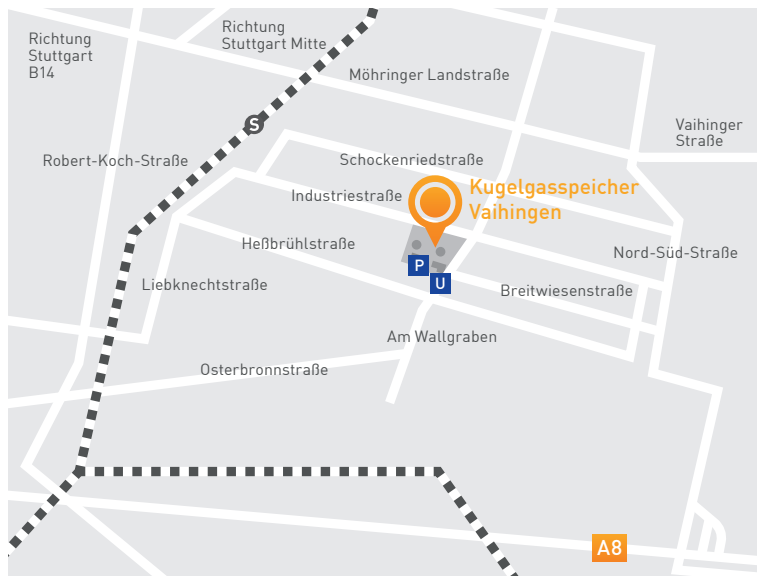 Richtung
Stuttgart
B14
Richtung
Stuttgart Mitte
Möhringer Landstraße
S
Vaihinger
Straße
Robert-Koch-Straße
Schockenriedstraße
Industriestraße
Kugelgasspeicher
Vaihingen
Heßbrühlstraße
Nord-Süd-Straße
P
U
Liebknechtstraße
Breitwiesenstraße
Am Wallgraben
Osterbronnstraße
A8